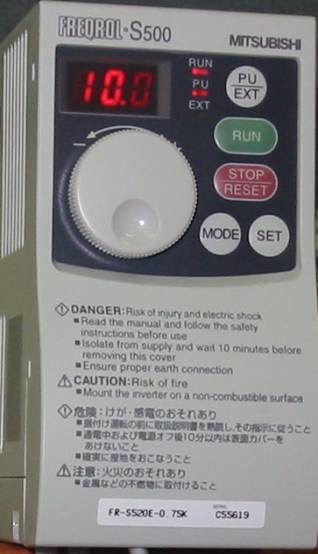 FREQROL-S500
MITSUBISHI
10.0
RUN
PU
EXT
PU
EXT
RUN
STOP
RESET
MODE
SET
DANGER:Risk of injury and electric shock
■Read the manual and follow the safety
instructions before use
■Isolate from supply and wait 10 minutes before
removing this cover
■Ensure proper earth connection
CAUTION:Risk of fire
■Mount the inverter on a non-combustible surface
危険:けが・感電のおそれあり
■据付け運転の前に取扱説明書を熟読し、その指示に従うこと
■通電中および電源オフ後10分以内は表面カバーを
あけないこと
■確実に接地をおこなうこと
注意:火災のおそれあり
■金属などの不燃物に取付けること
SERIAL
FR-S520E-0.75K C55619